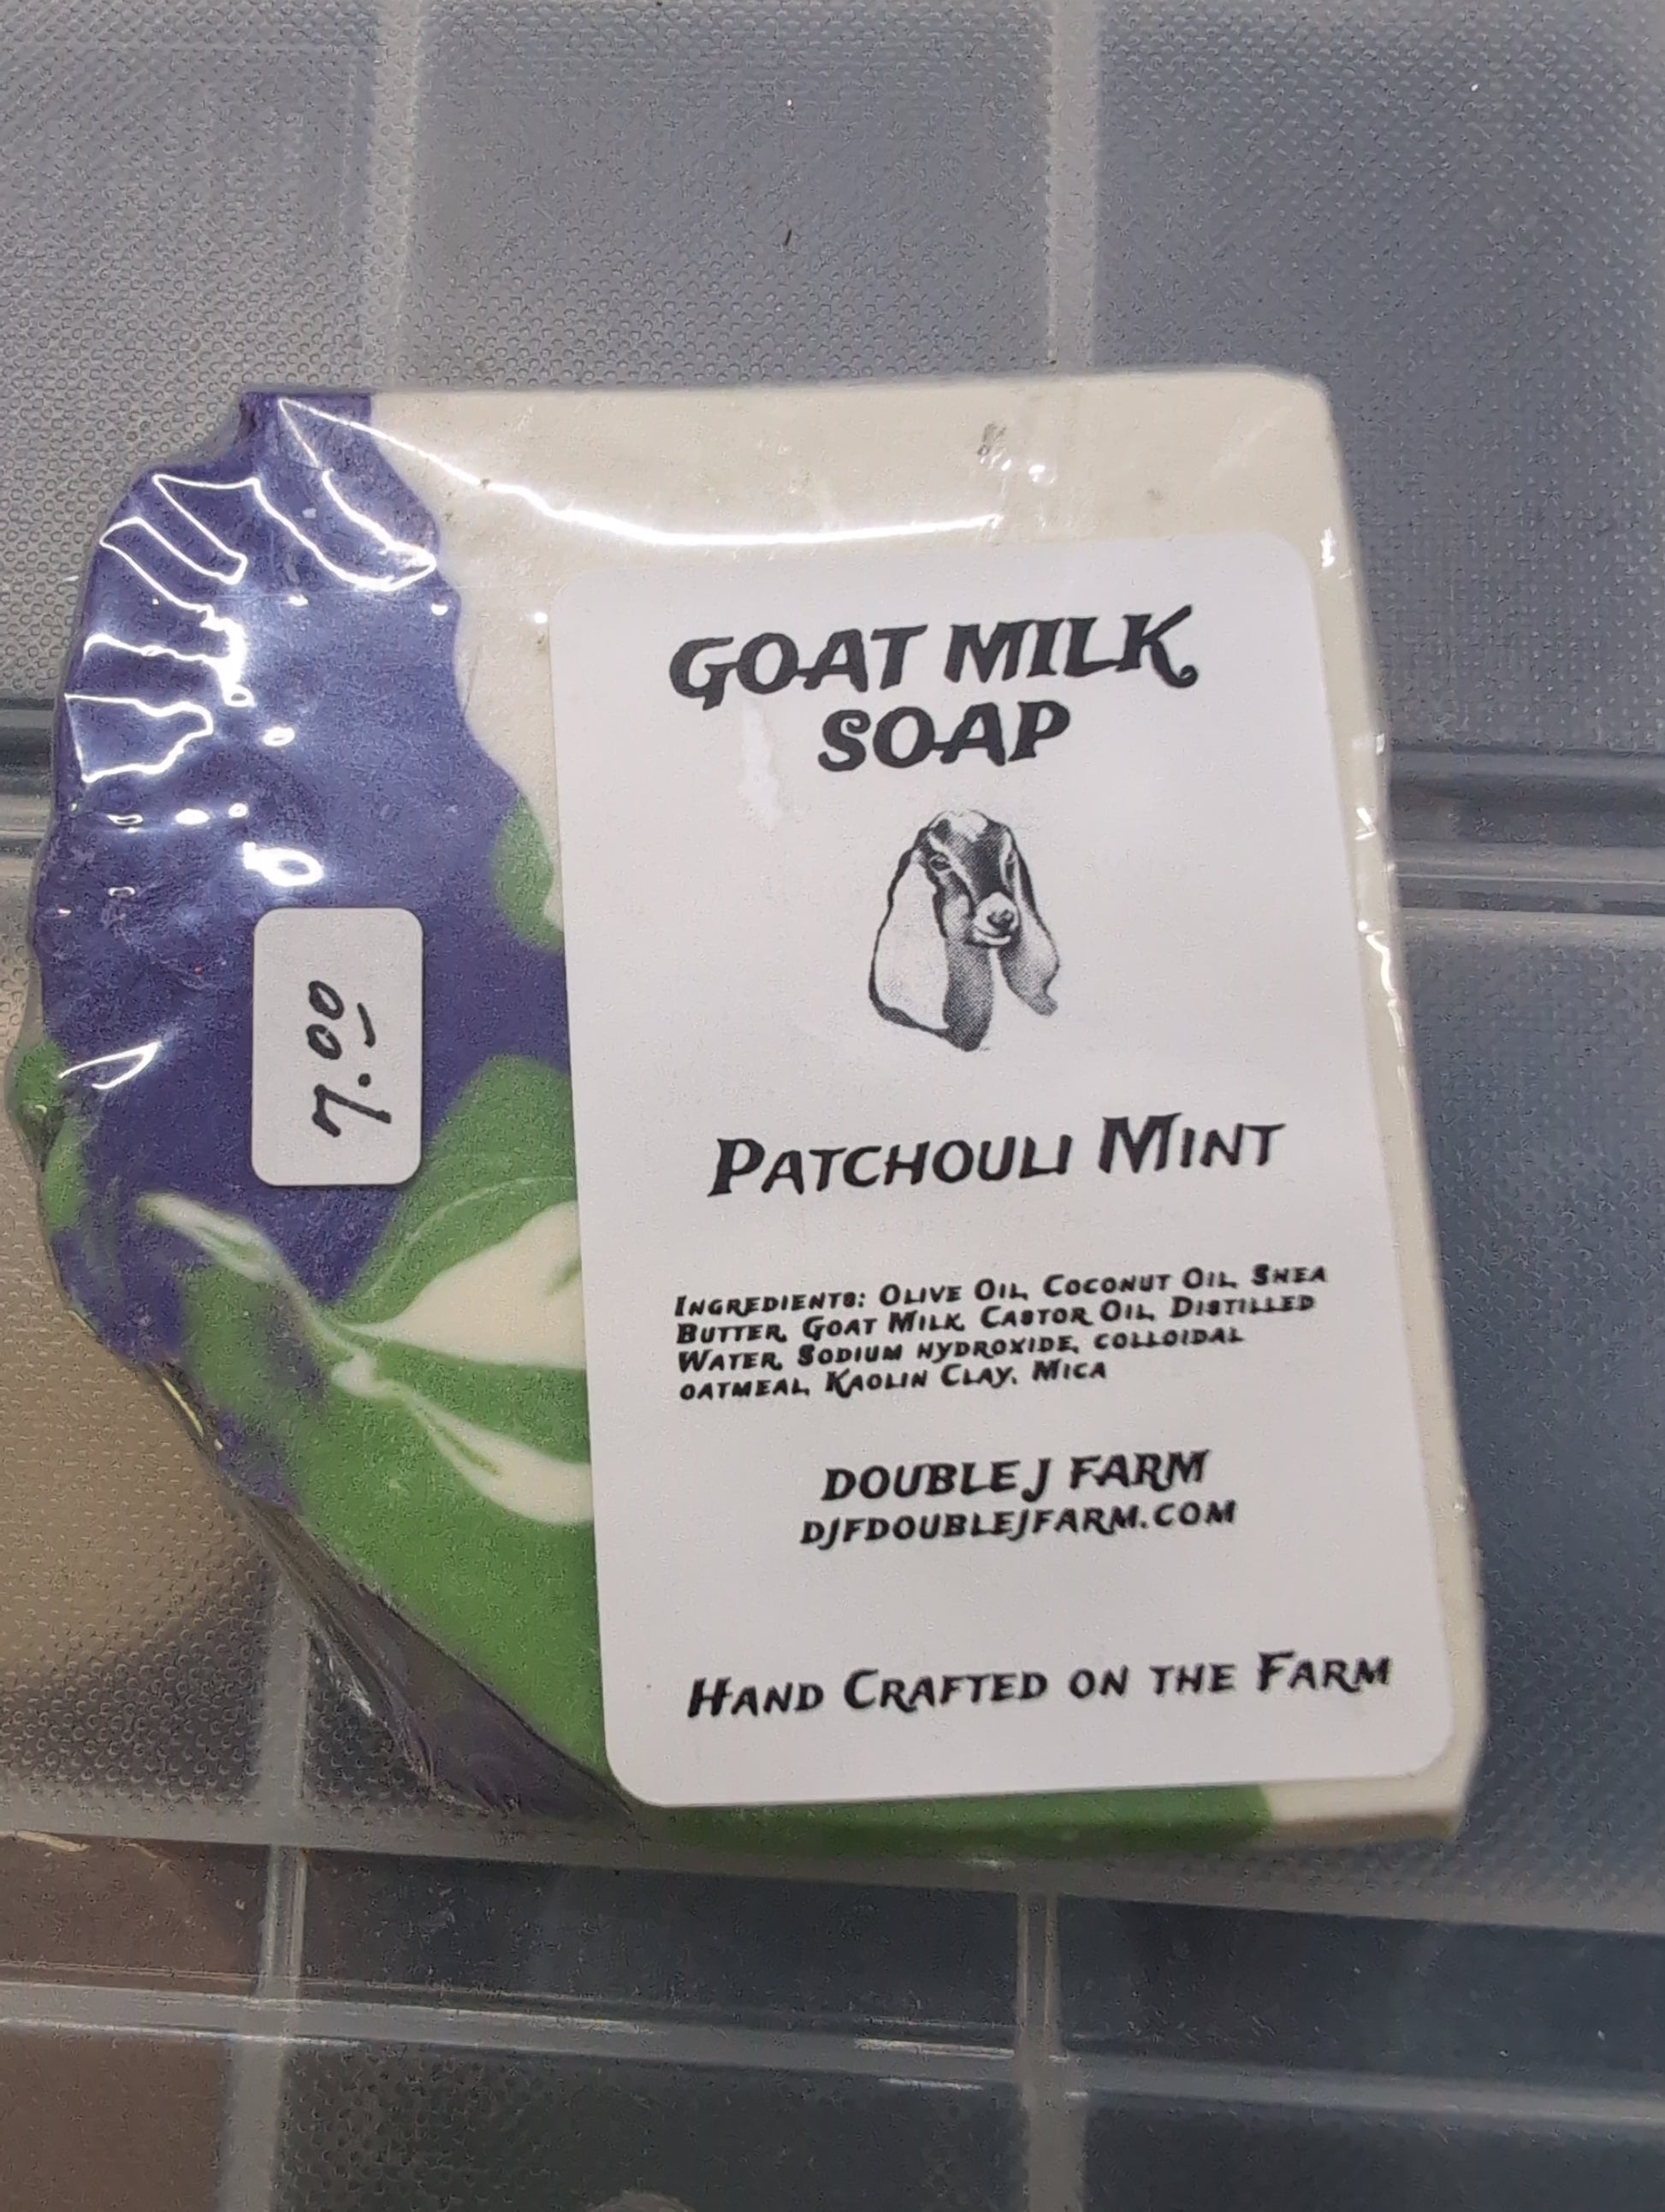 GOAT MILK
SOAP
7.00
PATCHOULI MINT
INGREDIENTS: OLIVE OIL, COCONUT OIL, SHEA
BUTTER, GOAT MILK, CASTOR OIL, DISTILLED
WATER, SODIUM HYDROXIDE, COLLOIDAL
OATMEAL, KAOLIN CLAY, MICA
DOUBLE J FARM
DJFDOUBLEJFARM.COM
HAND CRAFTED ON THE FARM